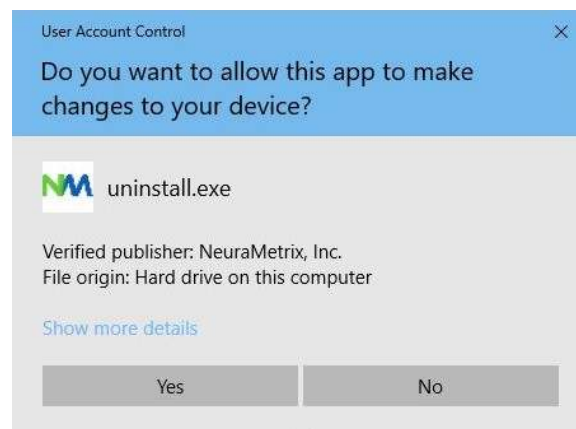 User Account Control
Do you want to allow this app to make
changes to your device?
NM uninstall.exe
Verified publisher: NeuraMetrix, Inc.
File origin: Hard drive on this computer
Show more details
Yes No